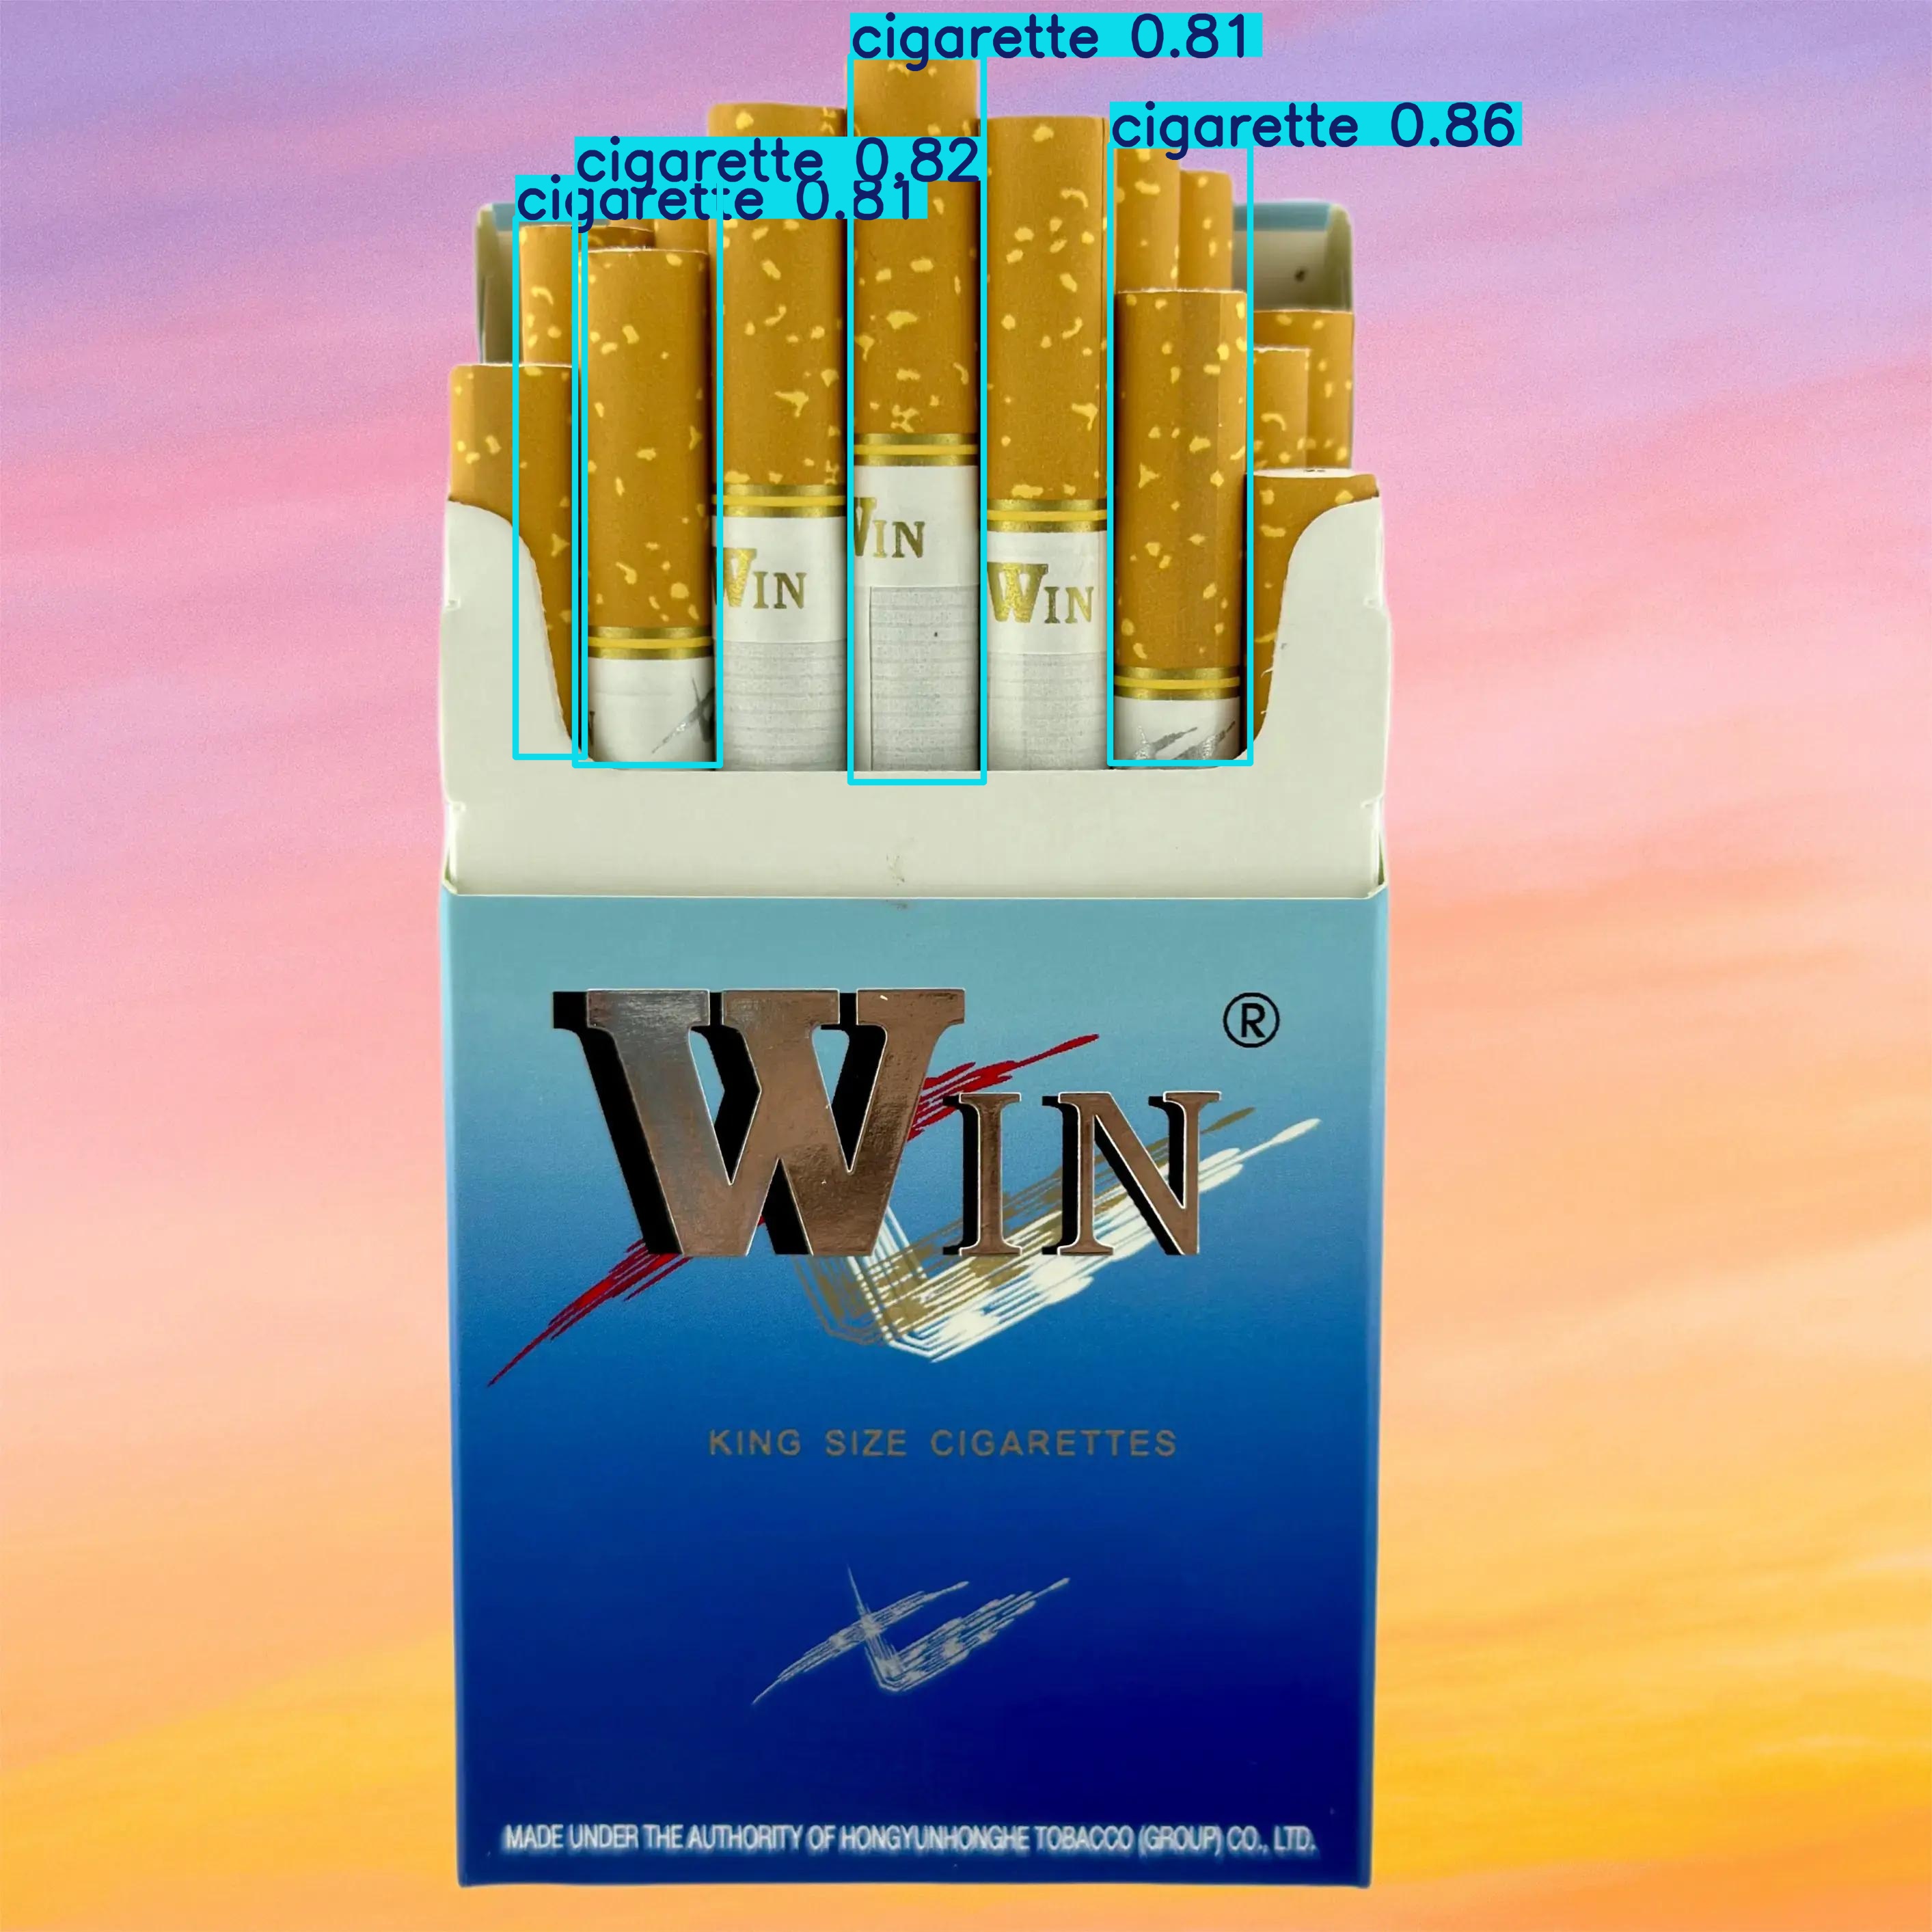 cigarette 0.81
cigarette 0.86
cigarette 0.82
cigarette 0.81
WIN
WIN
WIN
WIN ®
KING SIZE CIGARETTES
MADE UNDER THE AUTHORITY OF HONGYUNHONGHE TOBACCO (GROUP) CO., LTD.